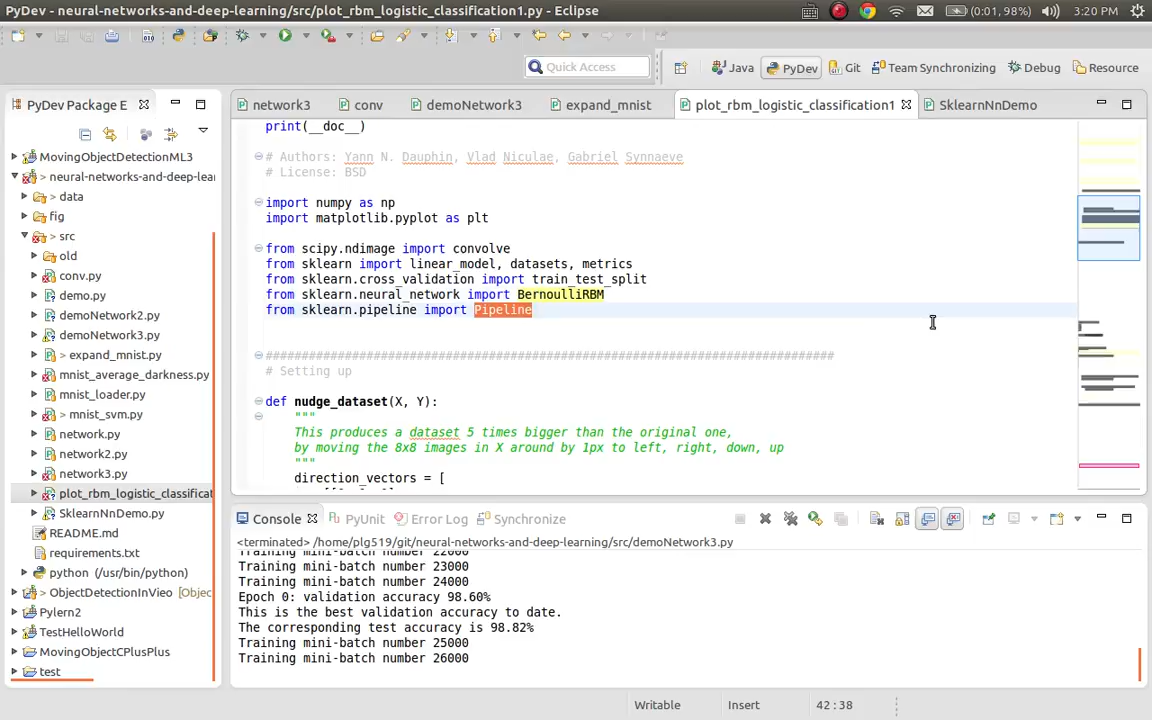 PyDev - neural-networks-and-deep-learning/src/plot_rbm_logistic_classification1.py - Eclipse
(0:01, 98%)
3:20 PM
Quick Access
Java
PyDev
Git
Team Synchronizing
Debug
Resource
PyDev Package E
MovingObjectDetectionML3
> neural-networks-and-deep-lear
> data
> fig
> src
old
conv.py
demo.py
demoNetwork2.py
demoNetwork3.py
> expand_mnist.py
mnist_average_darkness.py
mnist_loader.py
> mnist_svm.py
network.py
network2.py
network3.py
plot_rbm_logistic_classificat
SklearnNnDemo.py
README.md
requirements.txt
python (/usr/bin/python)
> ObjectDetectionInVieo [Objec
Pylern2
TestHelloWorld
MovingObjectCPlusPlus
test
network3
conv
demoNetwork3
expand_mnist
plot_rbm_logistic_classification1
SklearnNnDemo
print(__doc__)
# Authors: Yann N. Dauphin, Vlad Niculae, Gabriel Synnaeve
# License: BSD
import numpy as np
import matplotlib.pyplot as plt
from scipy.ndimage import convolve
from sklearn import linear_model, datasets, metrics
from sklearn.cross_validation import train_test_split
from sklearn.neural_network import BernoulliRBM
from sklearn.pipeline import Pipeline
###############################################################################
# Setting up
def nudge_dataset(X, Y):
"""
This produces a dataset 5 times bigger than the original one,
by moving the 8x8 images in X around by 1px to left, right, down, up
"""
direction_vectors = [
Console
PyUnit
Error Log
Synchronize
<terminated> /home/plg519/git/neural-networks-and-deep-learning/src/demoNetwork3.py
Training mini-batch number 22000
Training mini-batch number 23000
Training mini-batch number 24000
Epoch 0: validation accuracy 98.60%
This is the best validation accuracy to date.
The corresponding test accuracy is 98.82%
Training mini-batch number 25000
Training mini-batch number 26000
Writable
Insert
42 : 38